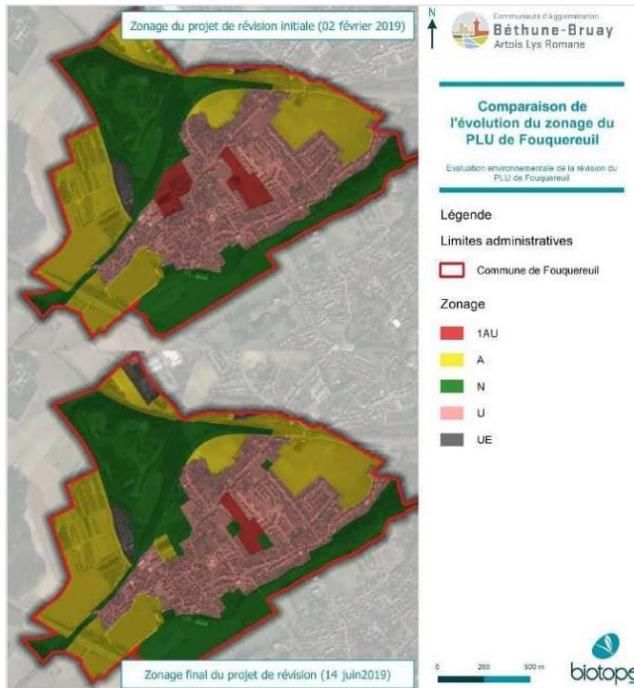 Zonage du projet de révision initiale (02 février 2019)
N
Communauté d'Agglomération
Béthune-Bruay
Artois Lys Romane
Comparaison de
l'évolution du zonage du
PLU de Fouquereuil
Evaluation environnementale de la révision du
PLU de Fouquereuil
Légende
Limites administratives
Commune de Fouquereuil
Zonage
1AU
A
N
U
UE
Zonage final du projet de révision (14 juin2019)
0
250
500 m
biotope